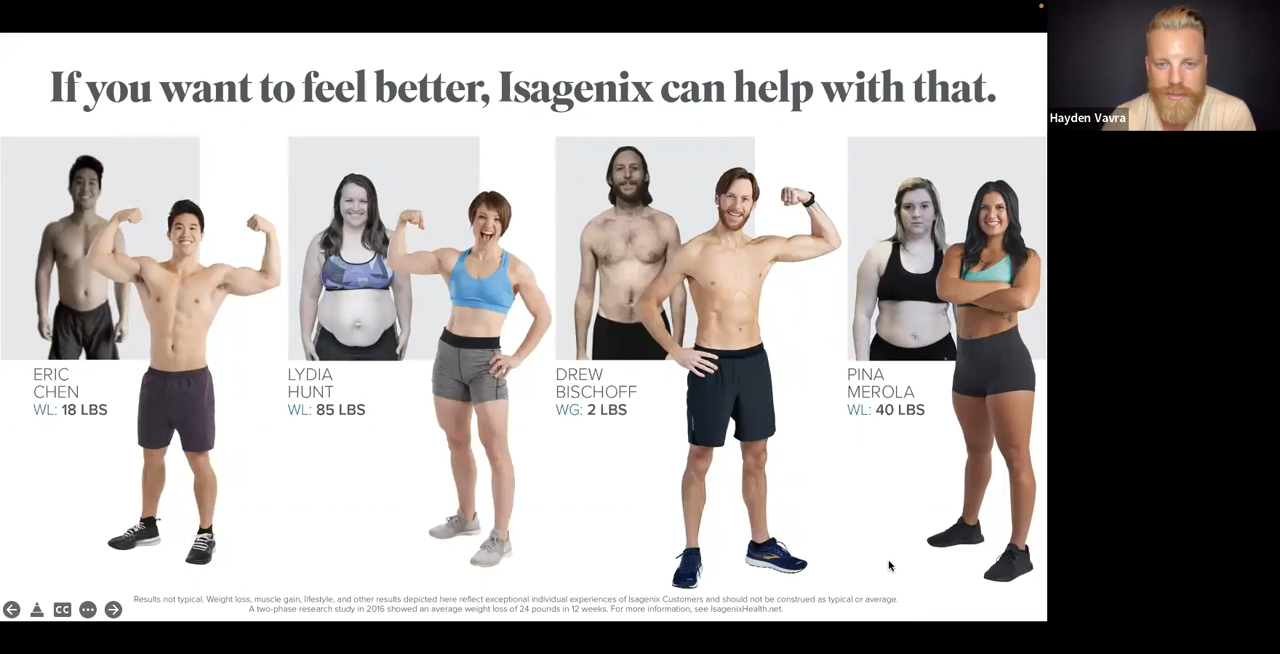 If you want to feel better, Isagenix can help with that.
Hayden Vavra
ERIC
CHEN
WL: 18 LBS
LYDIA
HUNT
WL: 85 LBS
DREW
BISCHOFF
WG: 2 LBS
PINA
MEROLA
WL: 40 LBS
Results not typical. Weight loss, muscle gain, lifestyle, and other results depicted here reflect exceptional individual experiences of Isagenix Customers and should not be construed as typical or average.
A two-phase research study in 2016 showed an average weight loss of 24 pounds in 12 weeks. For more information, see IsagenixHealth.net.
CC